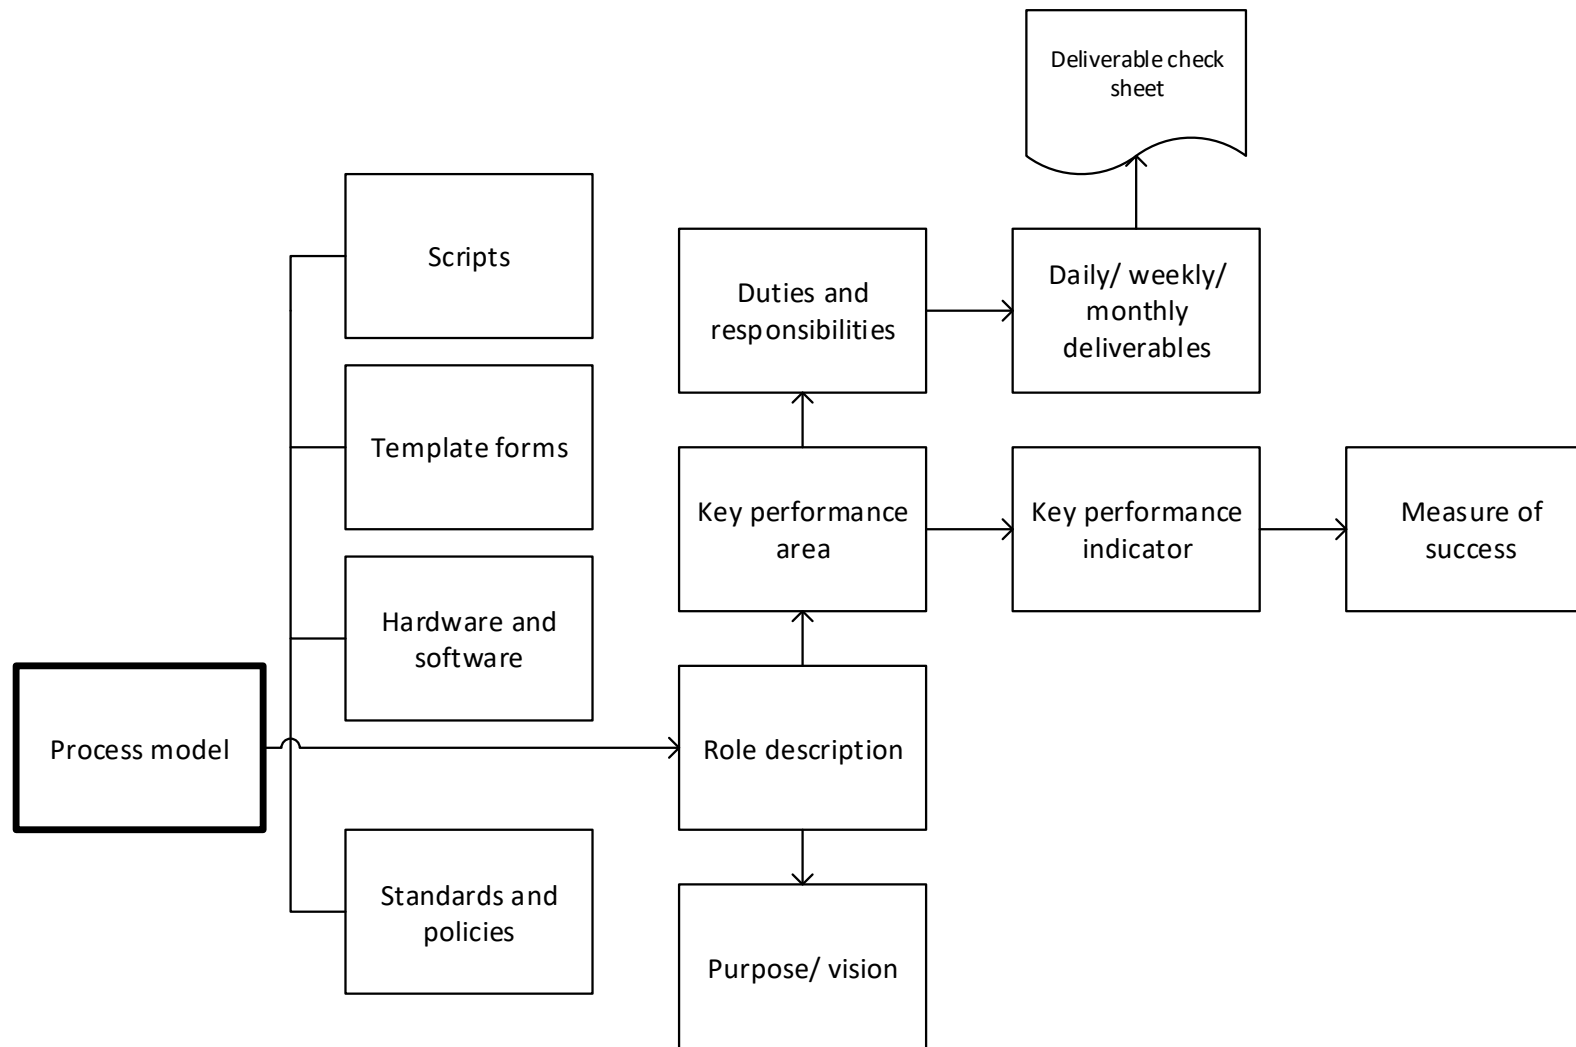 Deliverable check
sheet
Scripts
Duties and
responsibilities
Daily/ weekly/
monthly
deliverables
Template forms
Key performance
area
Key performance
indicator
Measure of
success
Hardware and
software
Process model
Role description
Standards and
policies
Purpose/ vision